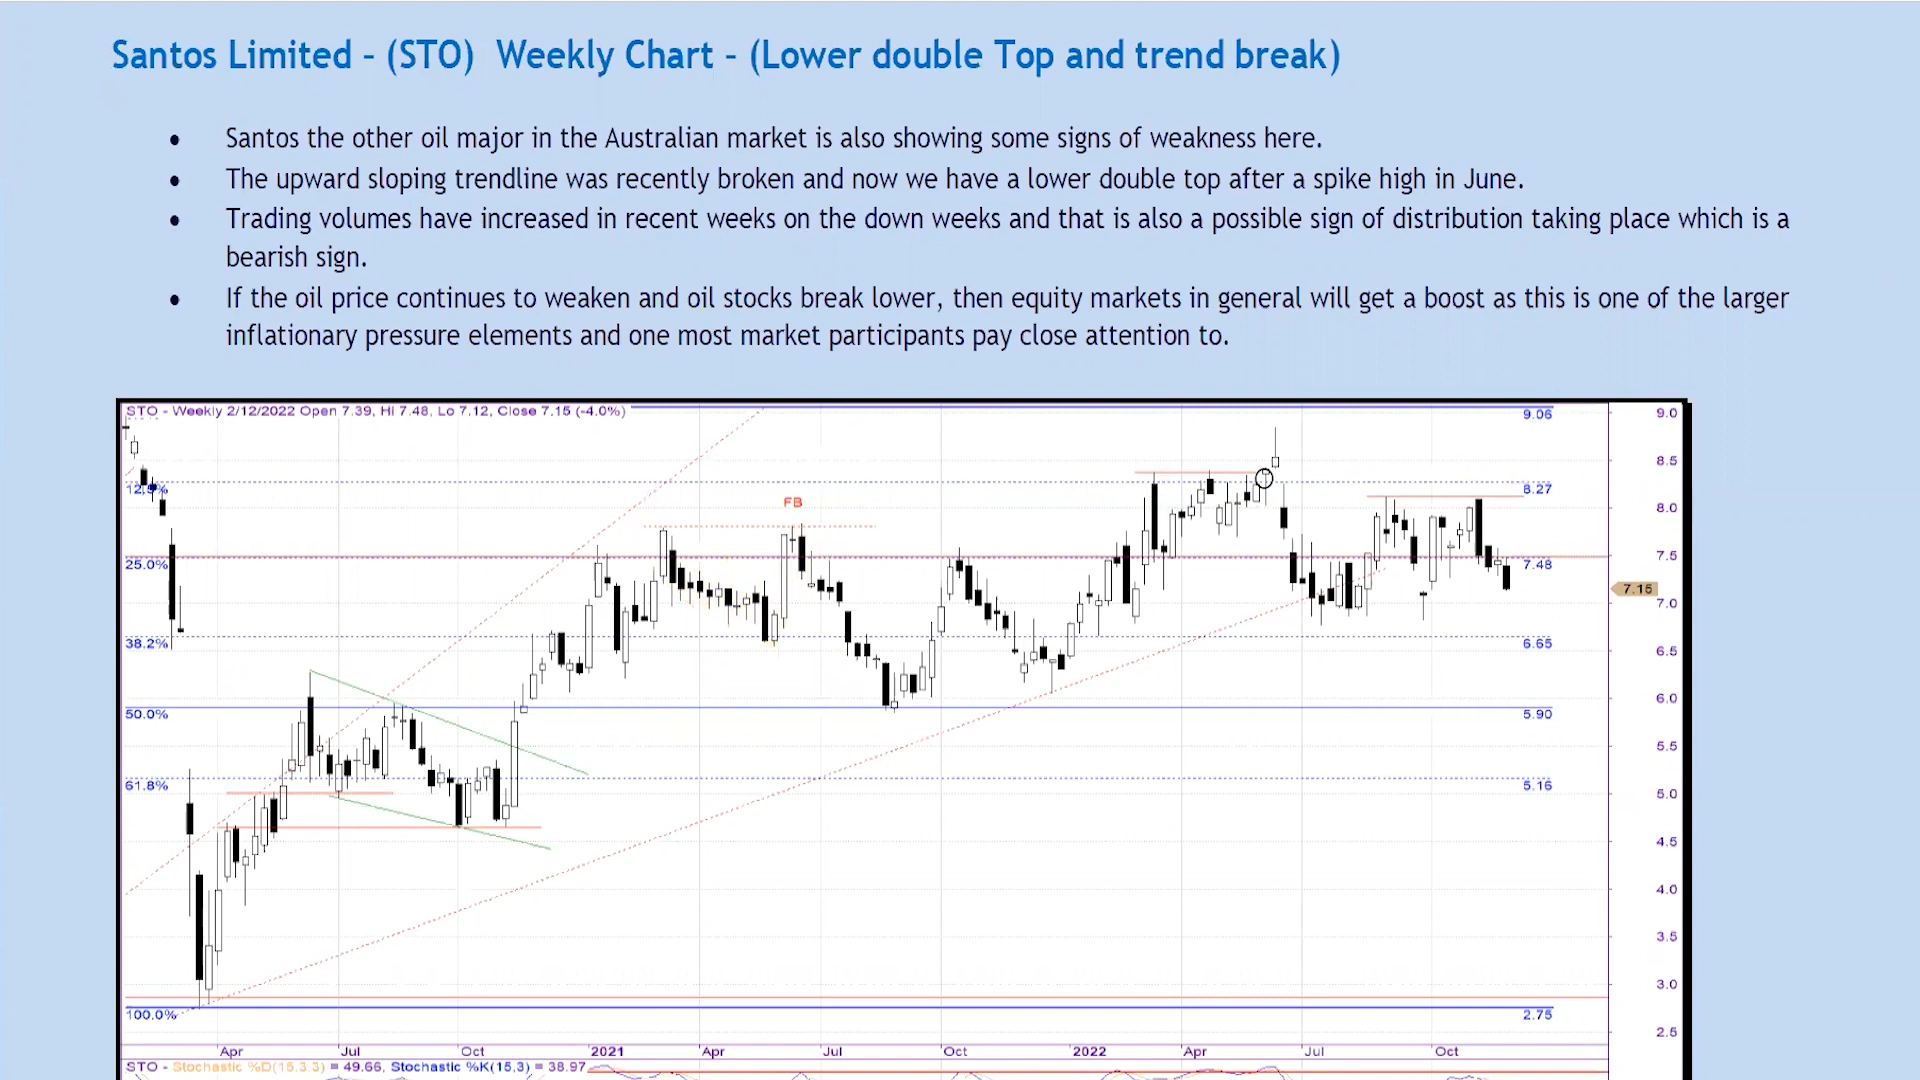 Santos Limited – (STO)  Weekly Chart – (Lower double Top and trend break)
• Santos the other oil major in the Australian market is also showing some signs of weakness here.
• The upward sloping trendline was recently broken and now we have a lower double top after a spike high in June.
• Trading volumes have increased in recent weeks on the down weeks and that is also a possible sign of distribution taking place which is a
bearish sign.
• If the oil price continues to weaken and oil stocks break lower, then equity markets in general will get a boost as this is one of the larger
inflationary pressure elements and one most market participants pay close attention to.
STO - Weekly 2/12/2022 Open 7.39, Hi 7.48, Lo 7.12, Close 7.15 (-4.0%)
9.06
9.0
8.5
12.5%
FB
8.27
8.0
7.5
25.0%
7.48
7.15
7.0
38.2%
6.65
6.5
6.0
50.0%
5.90
5.5
61.8%
5.16
5.0
4.5
4.0
3.5
3.0
100.0%
2.75
2.5
Apr Jul Oct 2021 Apr Jul Oct 2022 Apr Jul Oct
STO - Stochastic %D(15,3,3) = 49.66, Stochastic %K(15,3) = 38.97